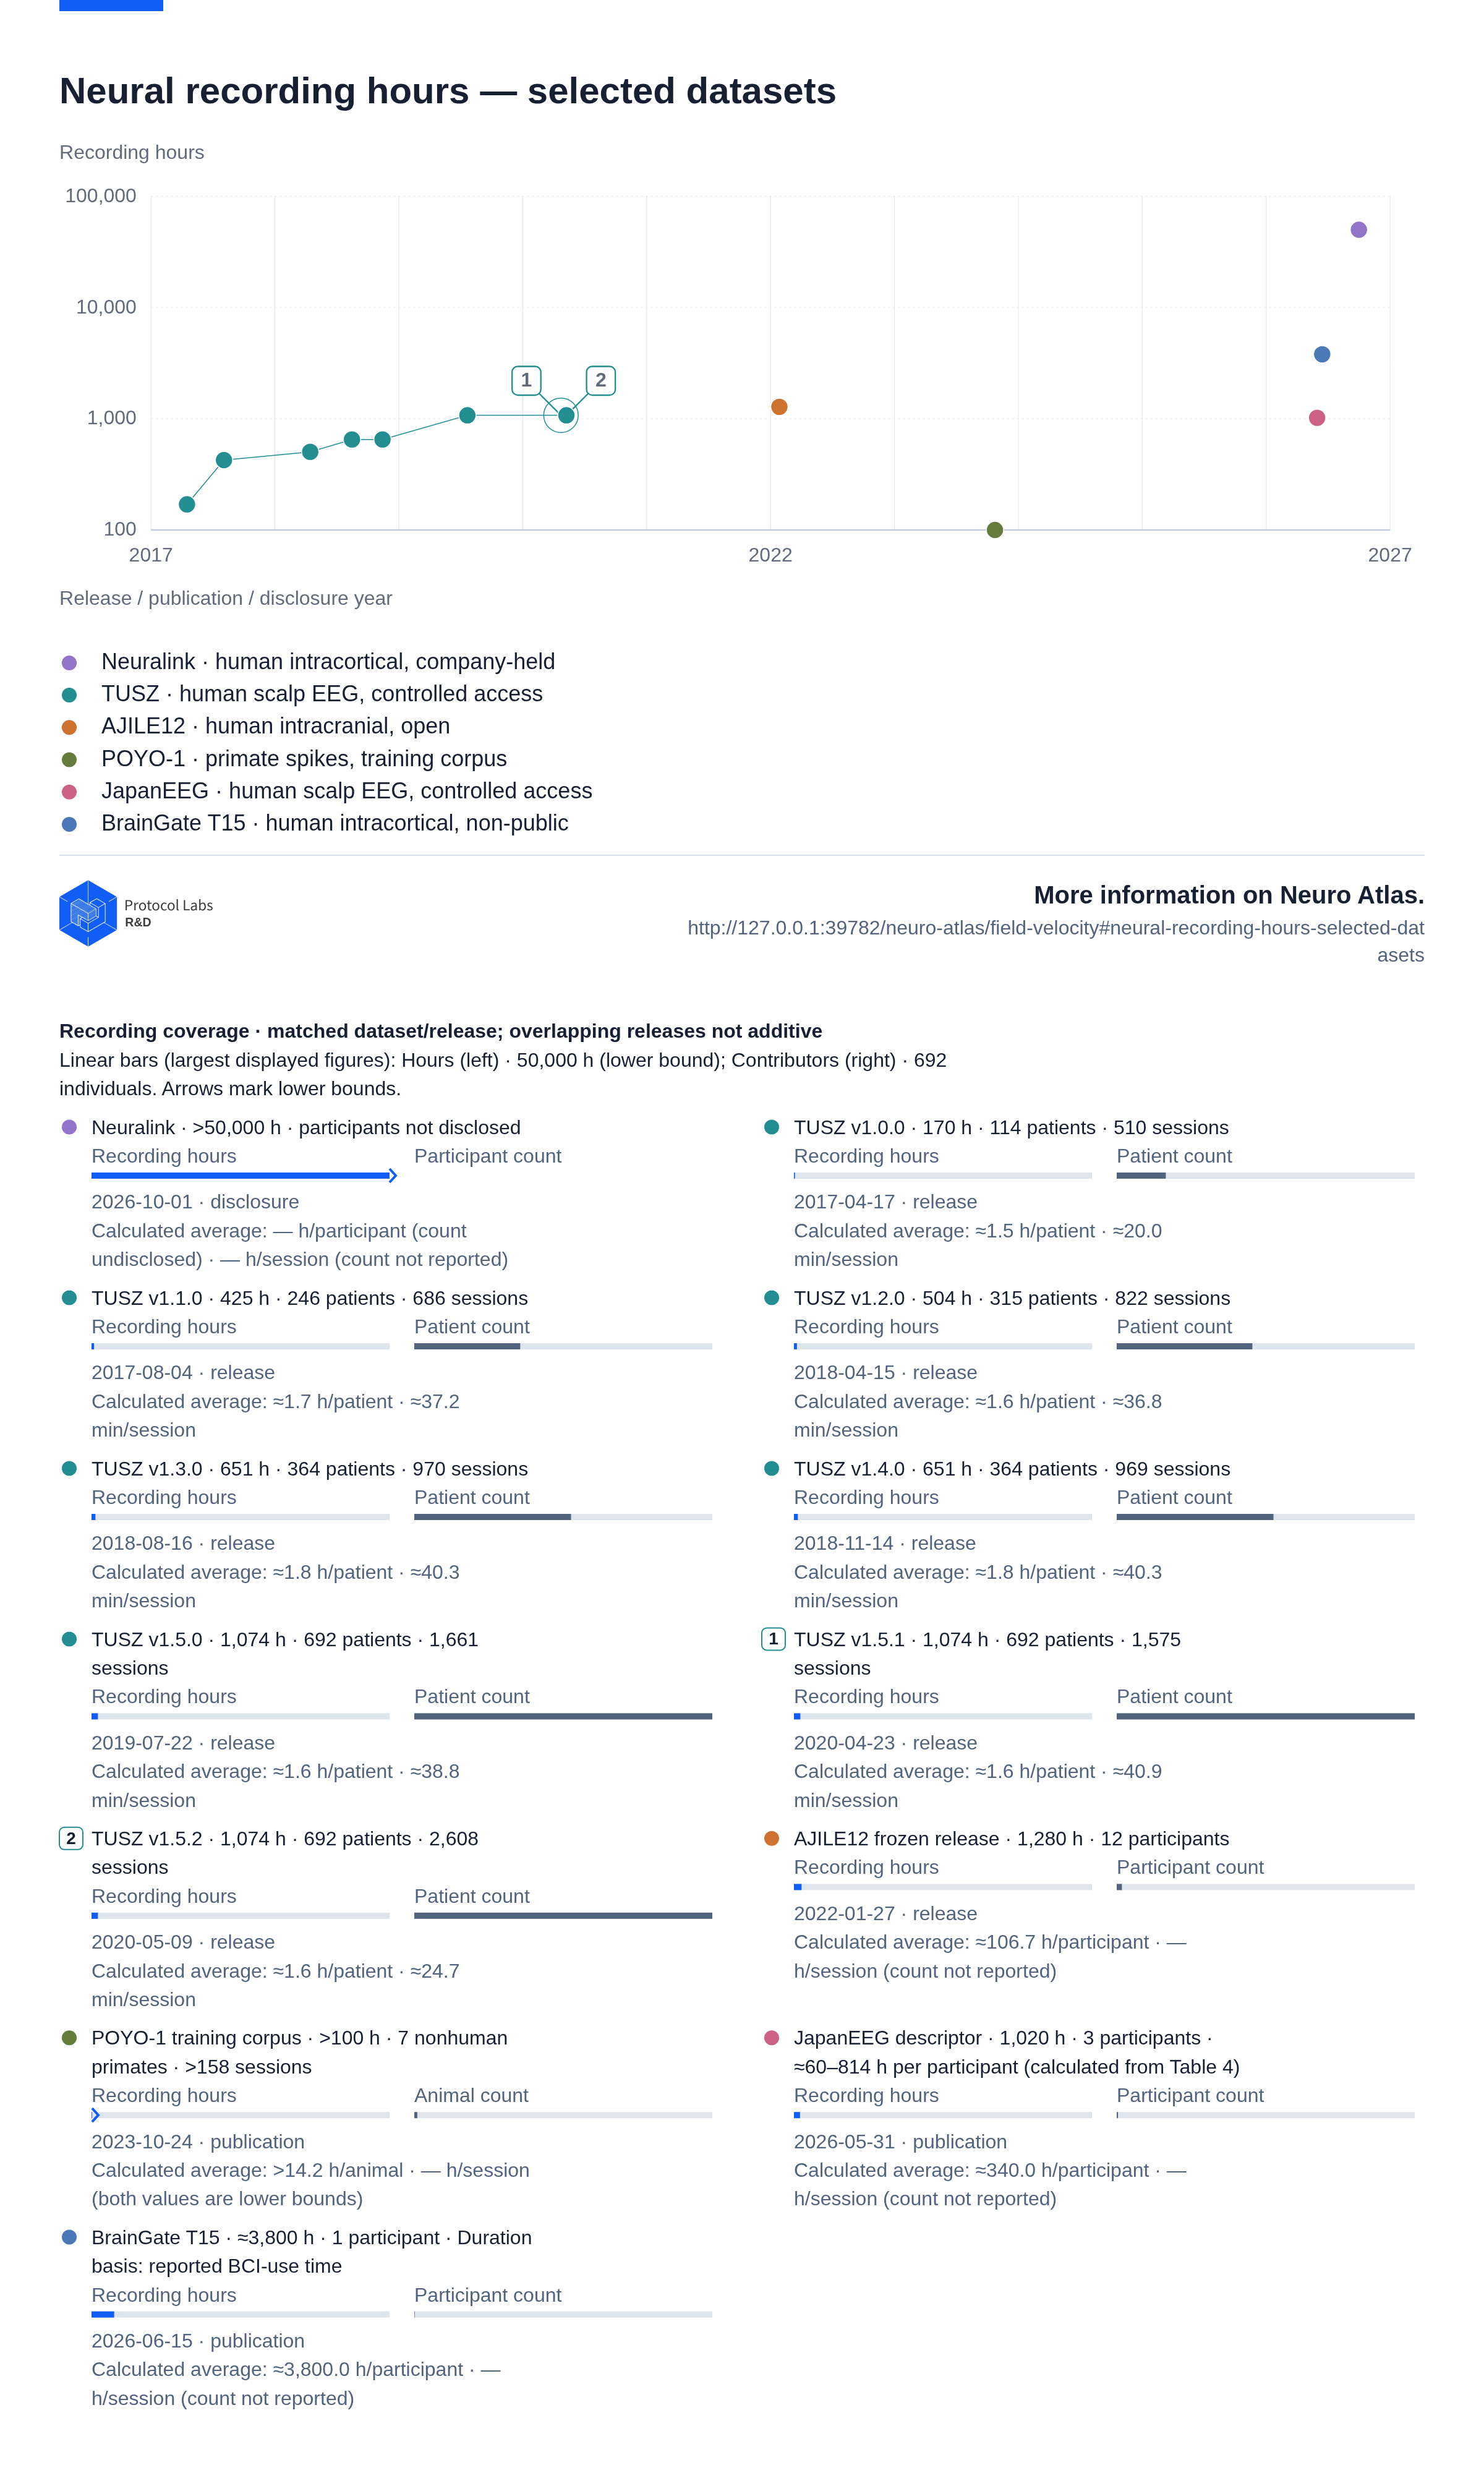 Neural recording hours — selected datasets
Recording hours
100,000
10,000
1,000
100
1
2
2017
2022
2027
Release / publication / disclosure year
Neuralink · human intracortical, company-held
TUSZ · human scalp EEG, controlled access
AJILE12 · human intracranial, open
POYO-1 · primate spikes, training corpus
JapanEEG · human scalp EEG, controlled access
BrainGate T15 · human intracortical, non-public
Protocol Labs
R&D
More information on Neuro Atlas.
http://127.0.0.1:39782/neuro-atlas/field-velocity#neural-recording-hours-selected-dat
asets
Recording coverage · matched dataset/release; overlapping releases not additive
Linear bars (largest displayed figures): Hours (left) · 50,000 h (lower bound); Contributors (right) · 692
individuals. Arrows mark lower bounds.
Neuralink · >50,000 h · participants not disclosed
Recording hours
Participant count
2026-10-01 · disclosure
Calculated average: — h/participant (count
undisclosed) · — h/session (count not reported)
TUSZ v1.0.0 · 170 h · 114 patients · 510 sessions
Recording hours
Patient count
2017-04-17 · release
Calculated average: ≈1.5 h/patient · ≈20.0
min/session
TUSZ v1.1.0 · 425 h · 246 patients · 686 sessions
Recording hours
Patient count
2017-08-04 · release
Calculated average: ≈1.7 h/patient · ≈37.2
min/session
TUSZ v1.2.0 · 504 h · 315 patients · 822 sessions
Recording hours
Patient count
2018-04-15 · release
Calculated average: ≈1.6 h/patient · ≈36.8
min/session
TUSZ v1.3.0 · 651 h · 364 patients · 970 sessions
Recording hours
Patient count
2018-08-16 · release
Calculated average: ≈1.8 h/patient · ≈40.3
min/session
TUSZ v1.4.0 · 651 h · 364 patients · 969 sessions
Recording hours
Patient count
2018-11-14 · release
Calculated average: ≈1.8 h/patient · ≈40.3
min/session
TUSZ v1.5.0 · 1,074 h · 692 patients · 1,661
sessions
Recording hours
Patient count
2019-07-22 · release
Calculated average: ≈1.6 h/patient · ≈38.8
min/session
1 TUSZ v1.5.1 · 1,074 h · 692 patients · 1,575
sessions
Recording hours
Patient count
2020-04-23 · release
Calculated average: ≈1.6 h/patient · ≈40.9
min/session
2 TUSZ v1.5.2 · 1,074 h · 692 patients · 2,608
sessions
Recording hours
Patient count
2020-05-09 · release
Calculated average: ≈1.6 h/patient · ≈24.7
min/session
AJILE12 frozen release · 1,280 h · 12 participants
Recording hours
Participant count
2022-01-27 · release
Calculated average: ≈106.7 h/participant · —
h/session (count not reported)
POYO-1 training corpus · >100 h · 7 nonhuman
primates · >158 sessions
Recording hours
Animal count
2023-10-24 · publication
Calculated average: >14.2 h/animal · — h/session
(both values are lower bounds)
JapanEEG descriptor · 1,020 h · 3 participants ·
≈60–814 h per participant (calculated from Table 4)
Recording hours
Participant count
2026-05-31 · publication
Calculated average: ≈340.0 h/participant · —
h/session (count not reported)
BrainGate T15 · ≈3,800 h · 1 participant · Duration
basis: reported BCI-use time
Recording hours
Participant count
2026-06-15 · publication
Calculated average: ≈3,800.0 h/participant · —
h/session (count not reported)